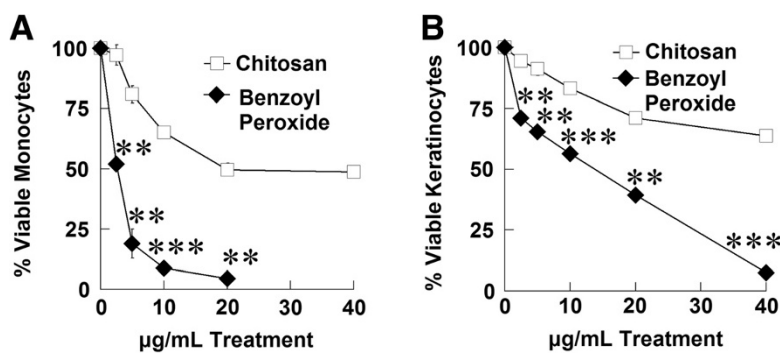 A
% Viable Monocytes
100
75
50
25
0
Chitosan
Benzoyl
Peroxide
**
**
***
**
0 10 20 30 40
µg/mL Treatment
B
% Viable Keratinocytes
100
75
50
25
0
Chitosan
Benzoyl
Peroxide
**
**
***
**
***
0 10 20 30 40
µg/mL Treatment